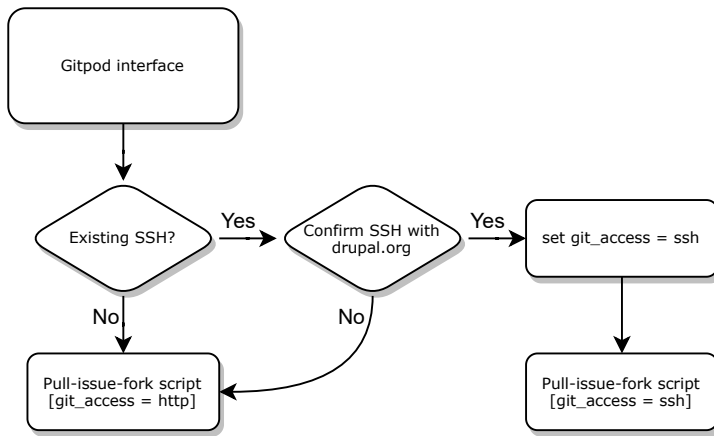 Gitpod interface
Existing SSH?
Yes
Confirm SSH with
drupal.org
Yes
set git_access = ssh
No
No
Pull-issue-fork script
[git_access = http]
Pull-issue-fork script
[git_access = ssh]